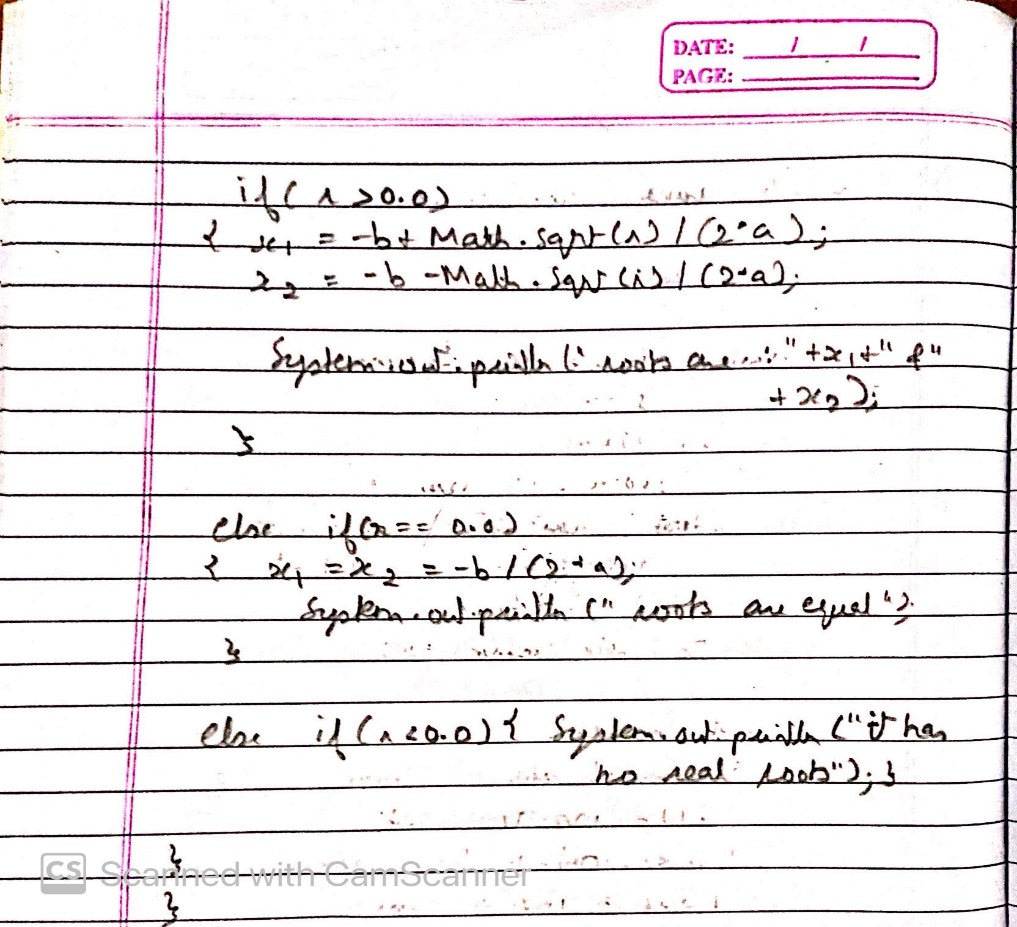 DATE: / /
PAGE:
if( r >0.0)
{ x1 = -b+ Math.sqrt(r) / (2*a);
x2 = -b -Math.sqrt(r) / (2*a);
System.out.println (" roots are :" +x1+" &"
+ x2);
}
else if(r== 0.0)
{ x1 = x2 = -b / (2*a);
System.out.println (" roots are equal");
}
else if (r<0.0) { System.out.println ("it has
no real roots"); }
}
CS Scanned with CamScanner
}